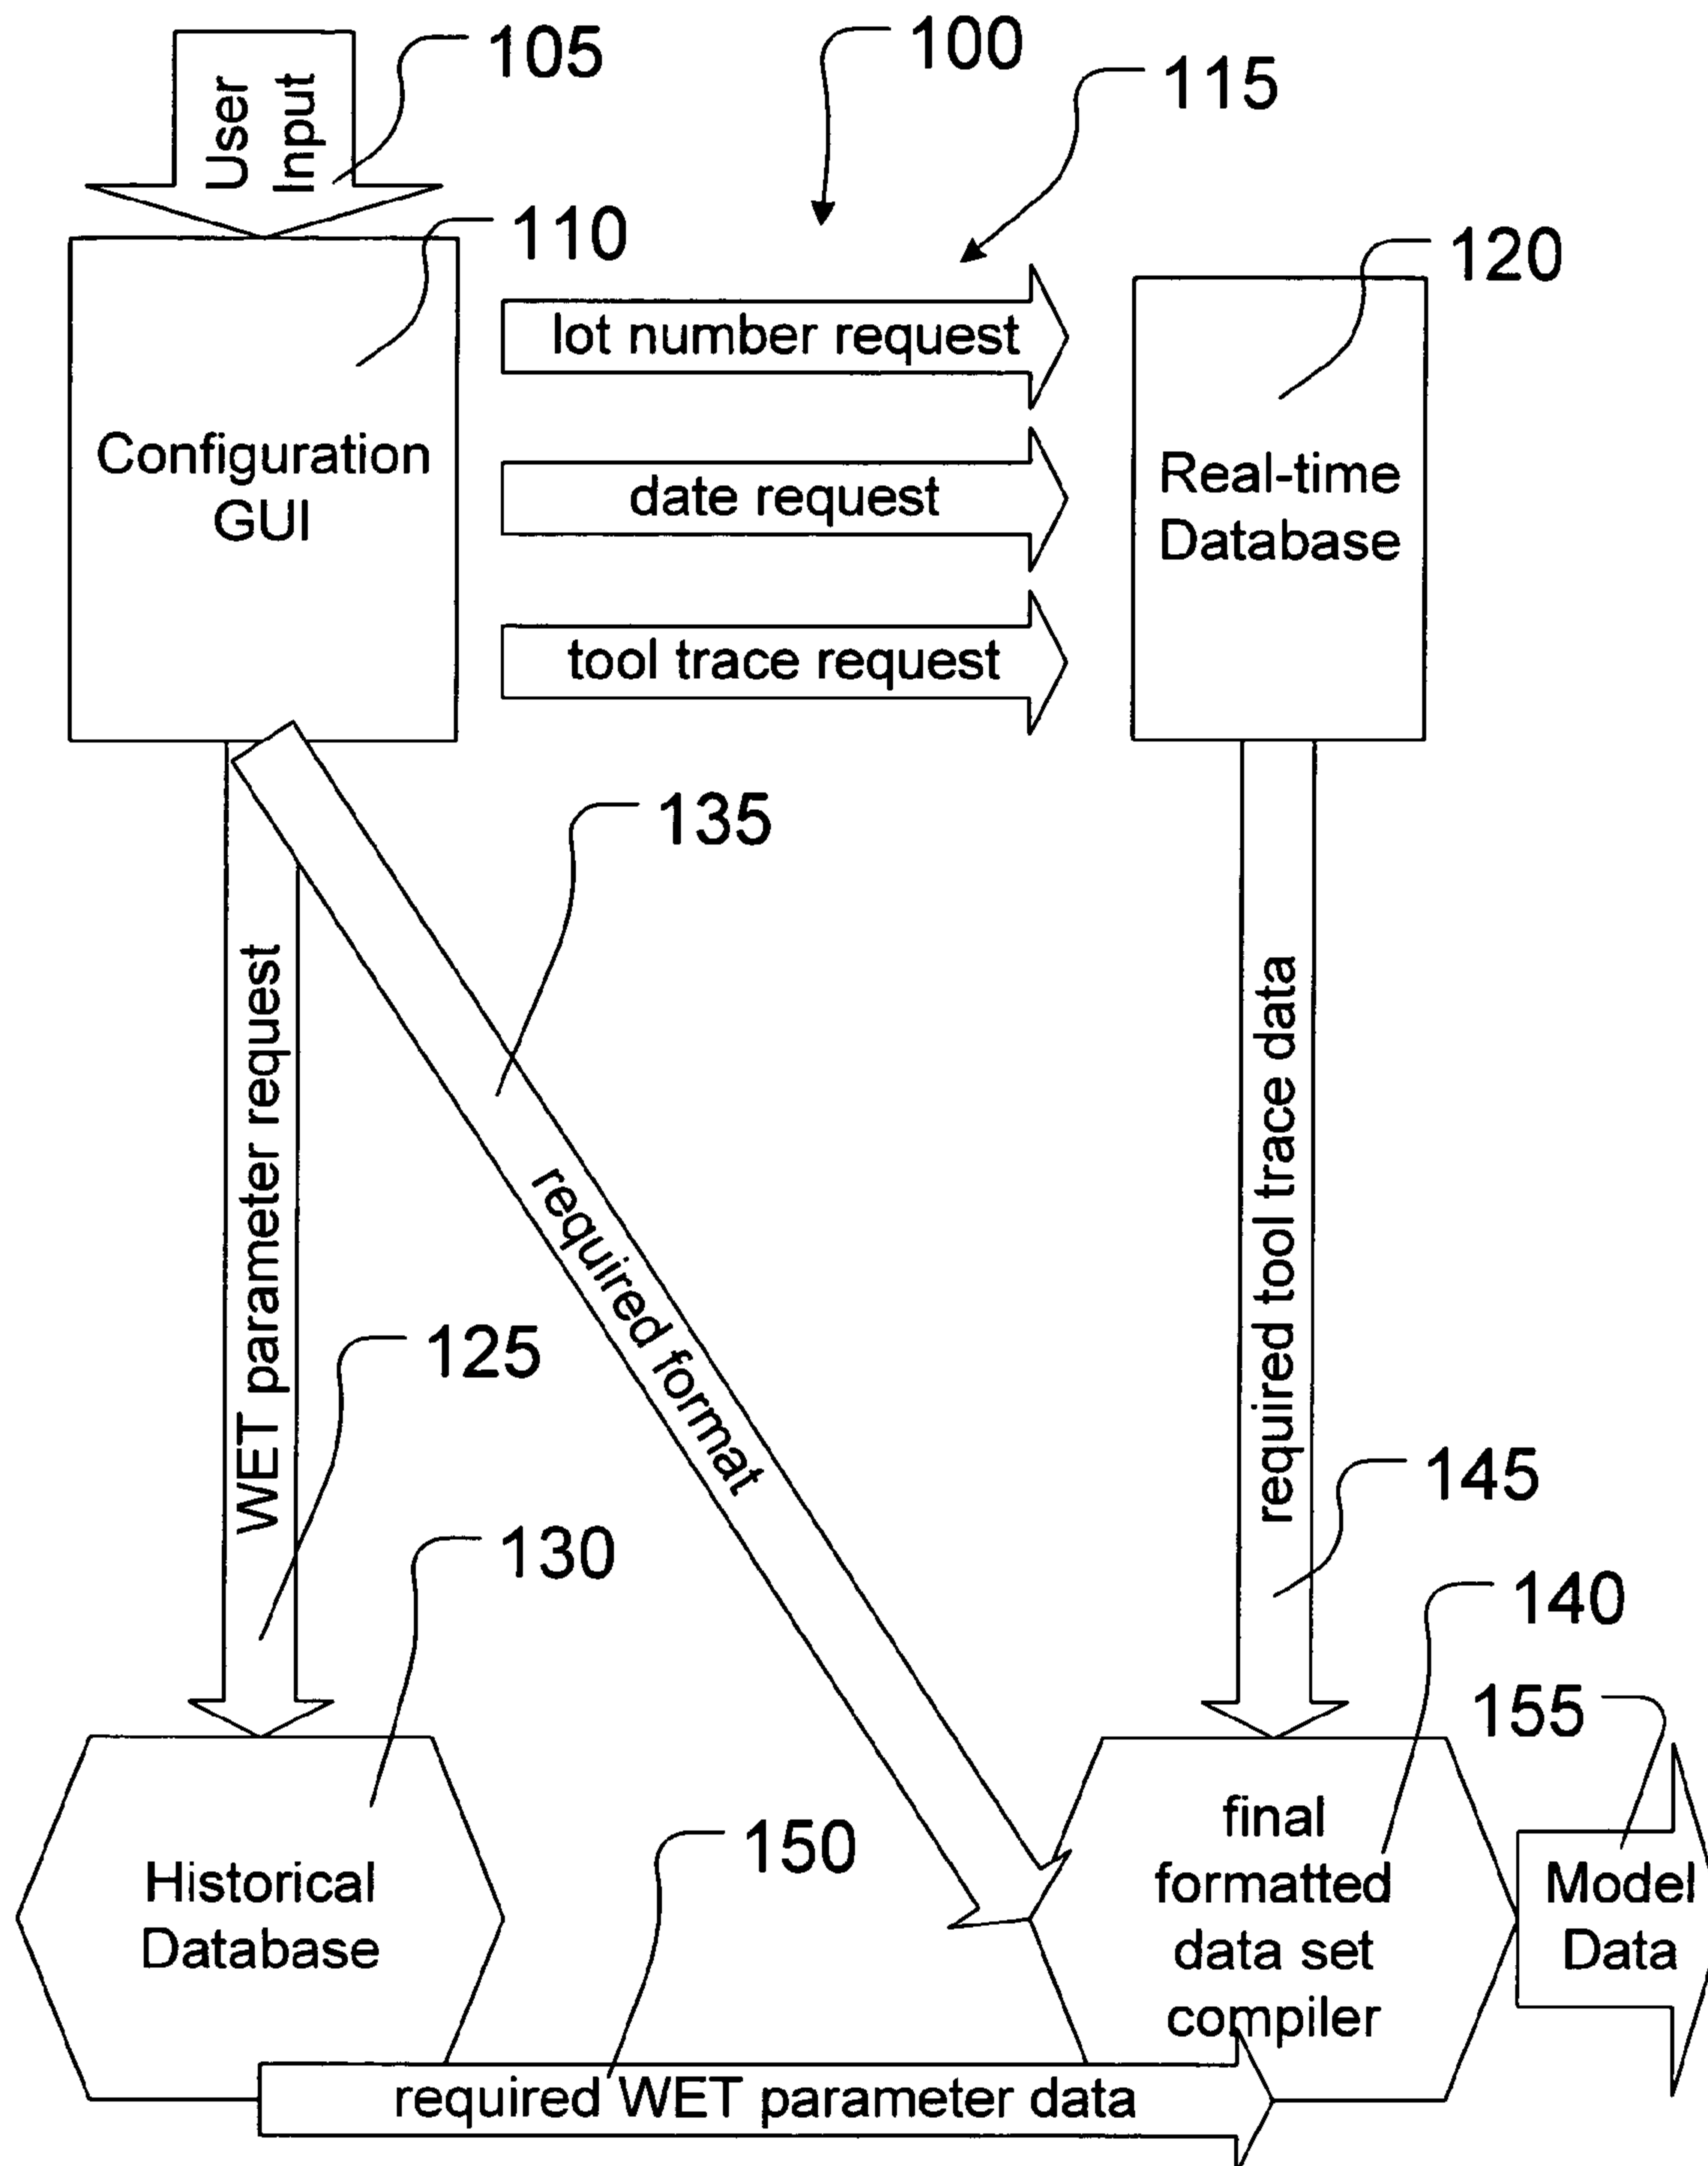 100
105
User
Input
115
110
120
lot number request
Configuration
GUI
date request
Real-time
Database
tool trace request
135
WET parameter request
required format
required tool trace data
125
145
130
140
155
150
Historical
Database
final
formatted
data set
compiler
Model
Data
required WET parameter data